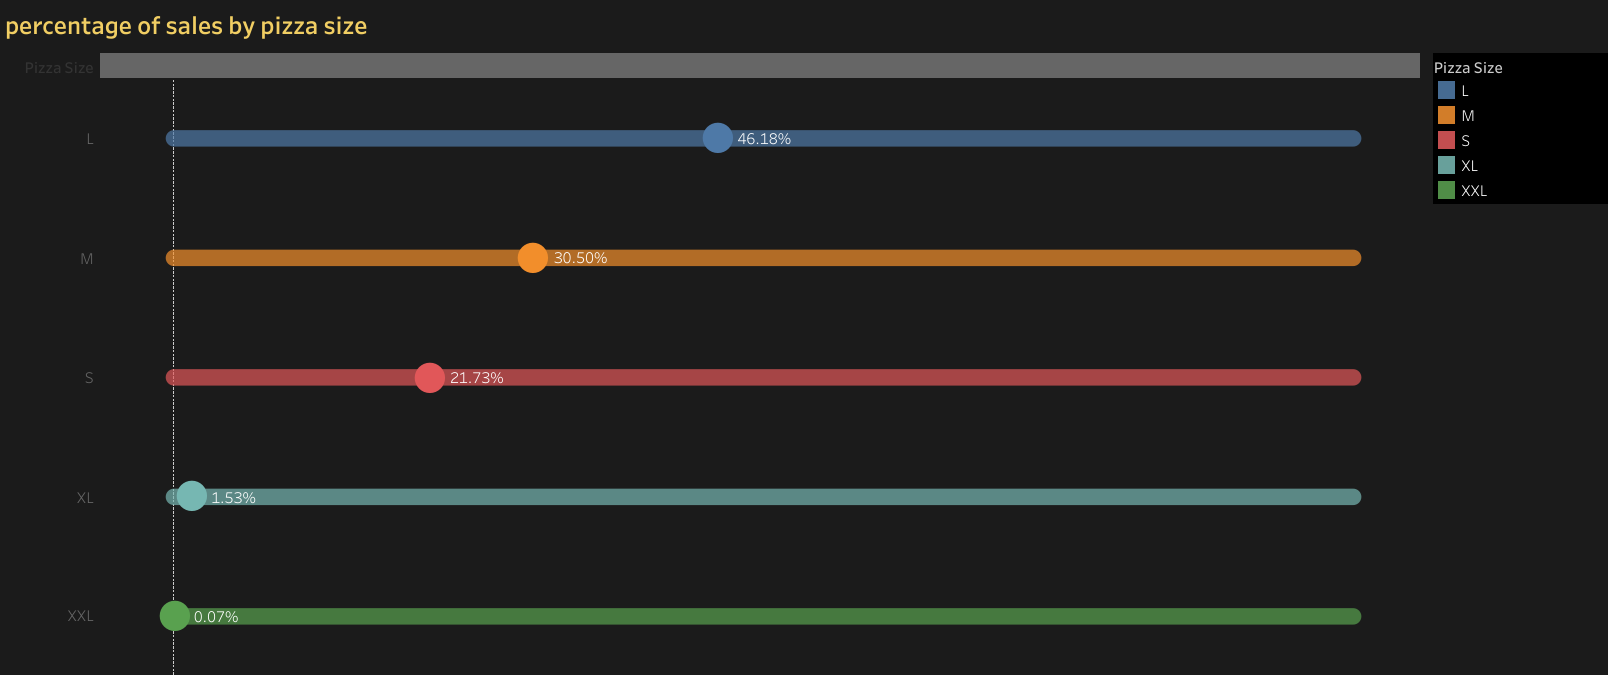 percentage of sales by pizza size
Pizza Size
L
46.18%
M
30.50%
S
21.73%
XL
1.53%
XXL
0.07%
Pizza Size
L
M
S
XL
XXL